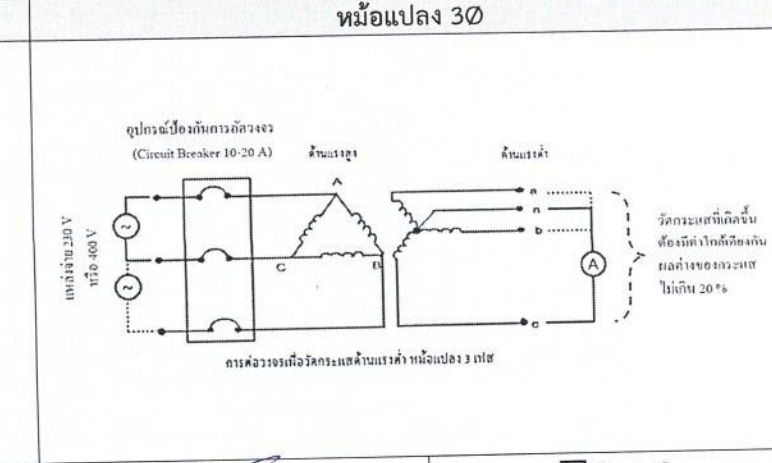 หม้อแปลง 3Ø
อุปกรณ์ป้องกันการลัดวงจร
(Circuit Breaker 10-20 A)
ด้านแรงสูง
ด้านแรงต่ำ
A
a
n
b
C
B
A
c
แหล่งจ่าย 230 V
หรือ 400 V
วัดกระแสที่เกิดขึ้น
ต้องมีค่าใกล้เคียงกัน
ผลต่างของกระแส
ไม่เกิน 20 %
การต่อวงจรเพื่อวัดกระแสด้านแรงต่ำ หม้อแปลง 3 เฟส